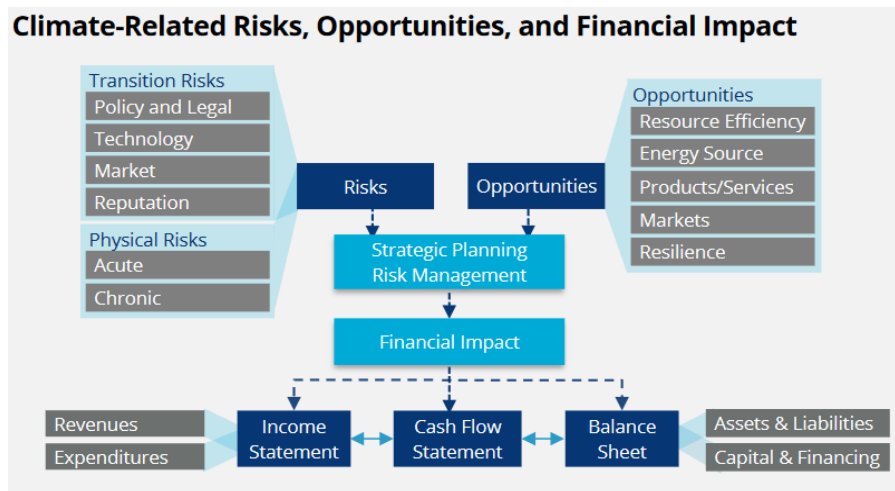 Climate-Related Risks, Opportunities, and Financial Impact
Transition Risks
Policy and Legal
Technology
Market
Reputation
Physical Risks
Acute
Chronic
Risks
Opportunities
Opportunities
Resource Efficiency
Energy Source
Products/Services
Markets
Resilience
Strategic Planning
Risk Management
Financial Impact
Revenues
Expenditures
Income
Statement
Cash Flow
Statement
Balance
Sheet
Assets & Liabilities
Capital & Financing